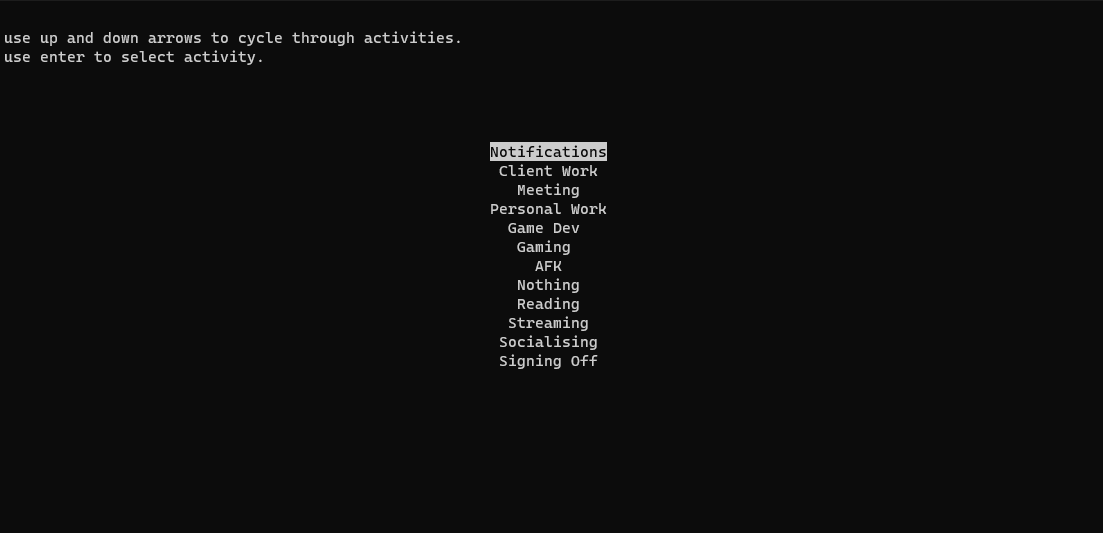 use up and down arrows to cycle through activities.
use enter to select activity.
Notifications
Client Work
Meeting
Personal Work
Game Dev
Gaming
AFK
Nothing
Reading
Streaming
Socialising
Signing Off